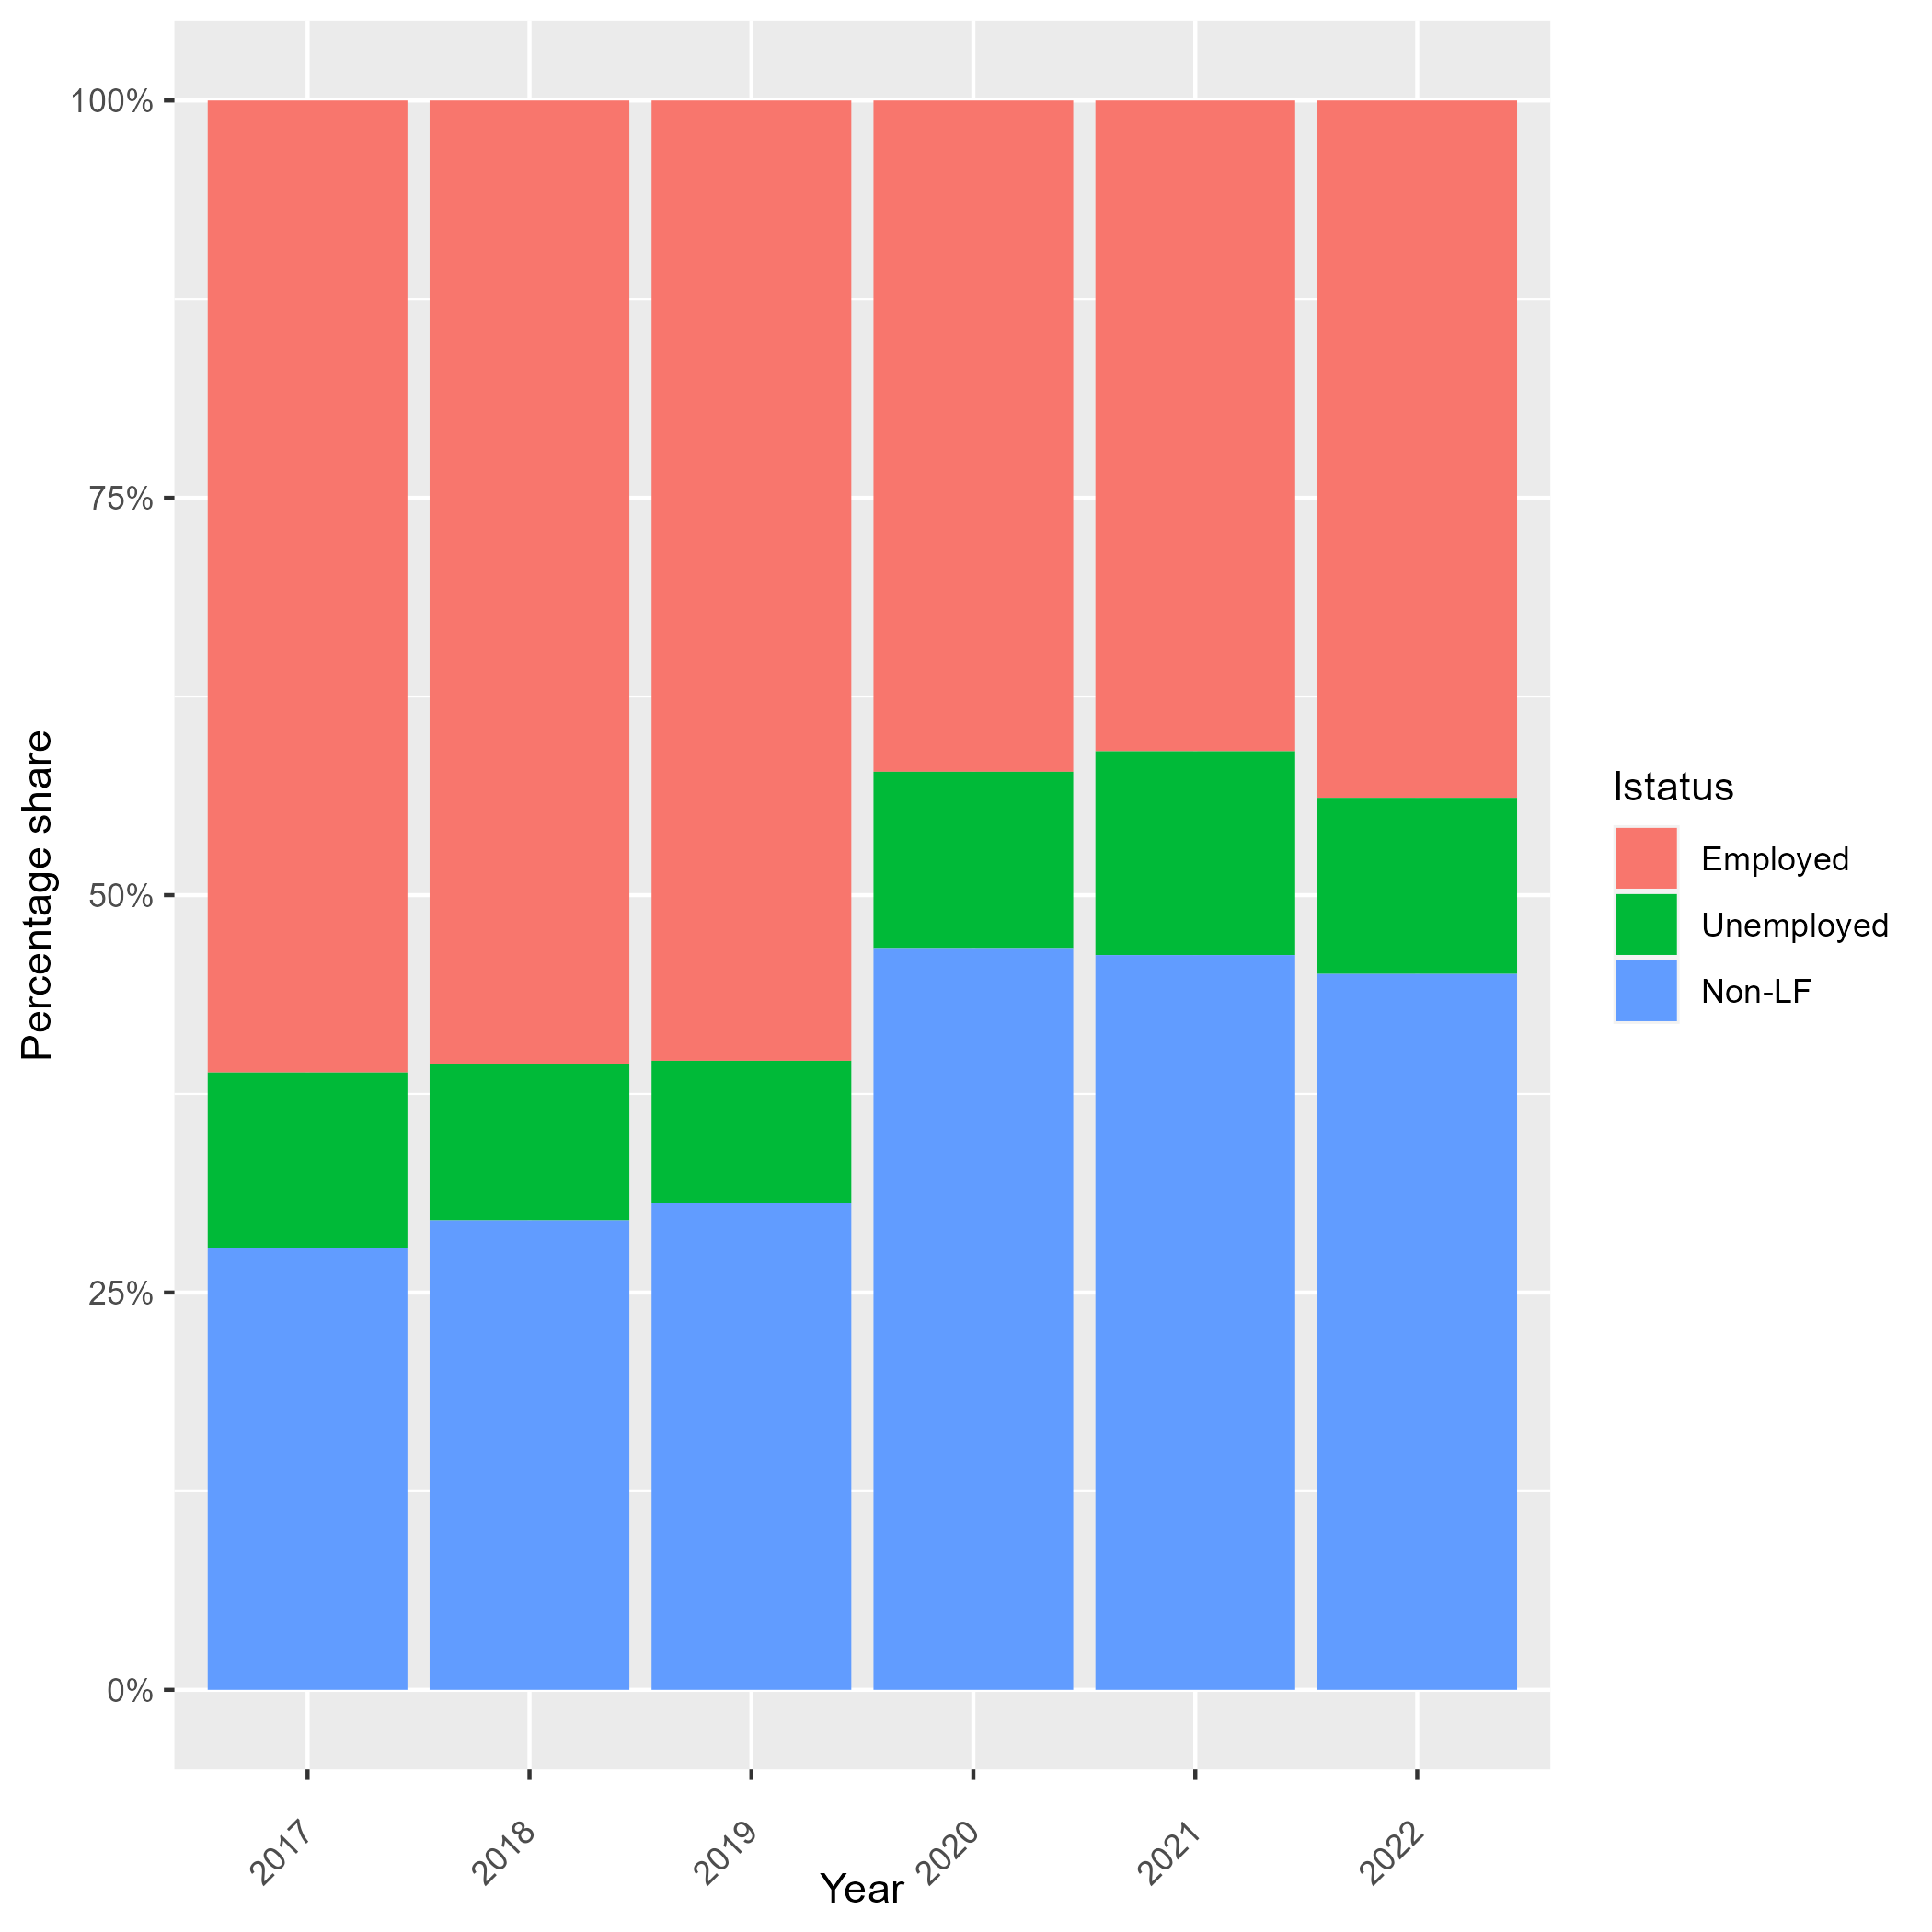 100%
75%
50%
25%
0%
Percentage share
2017
2018
2019
2020
2021
2022
Year
lstatus
Employed
Unemployed
Non-LF